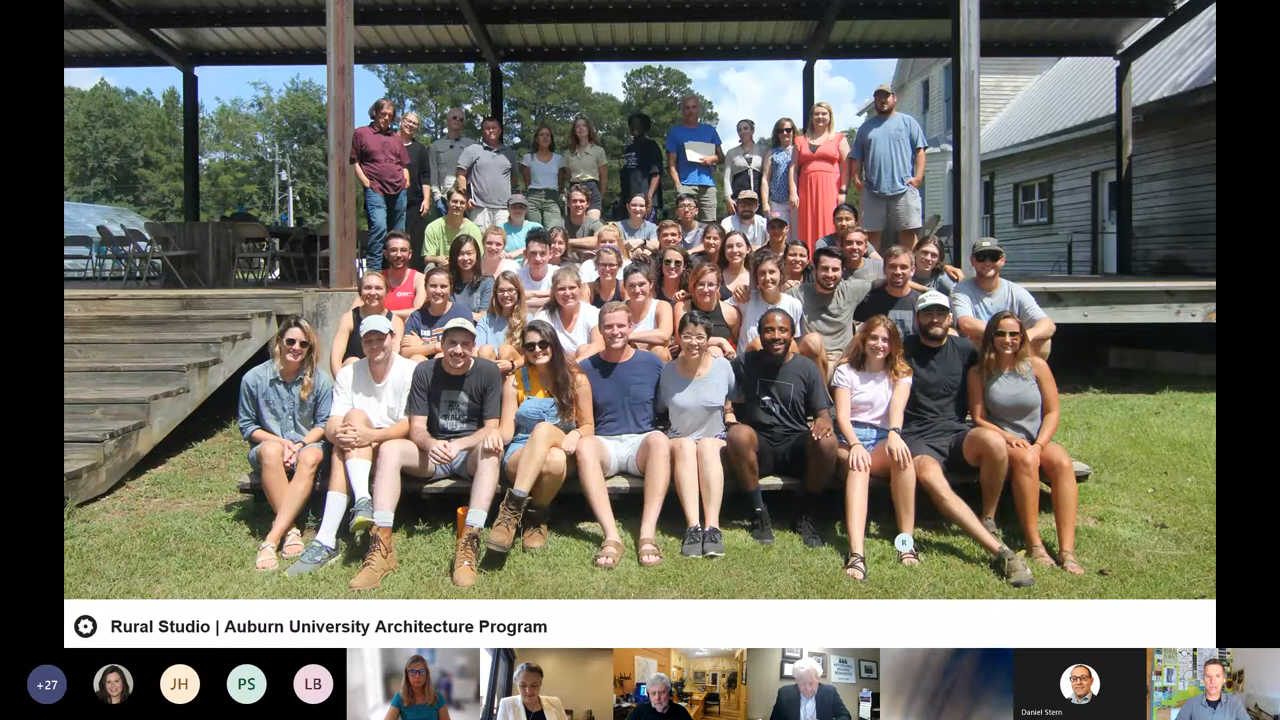 R
Rural Studio | Auburn University Architecture Program
+27
JH
PS
LB
Daniel Stern